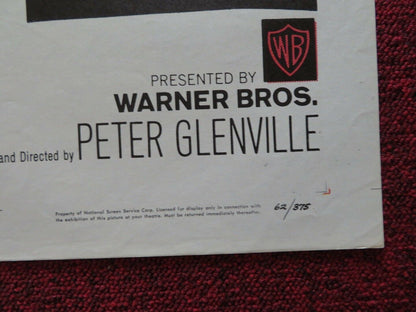 WB
PRESENTED BY
WARNER BROS.
and Directed by PETER GLENVILLE
Property of National Screen Service Corp. Licensed for display only in connection with
the exhibition of this picture at your theatre. Must be returned immediately thereafter.
62/375